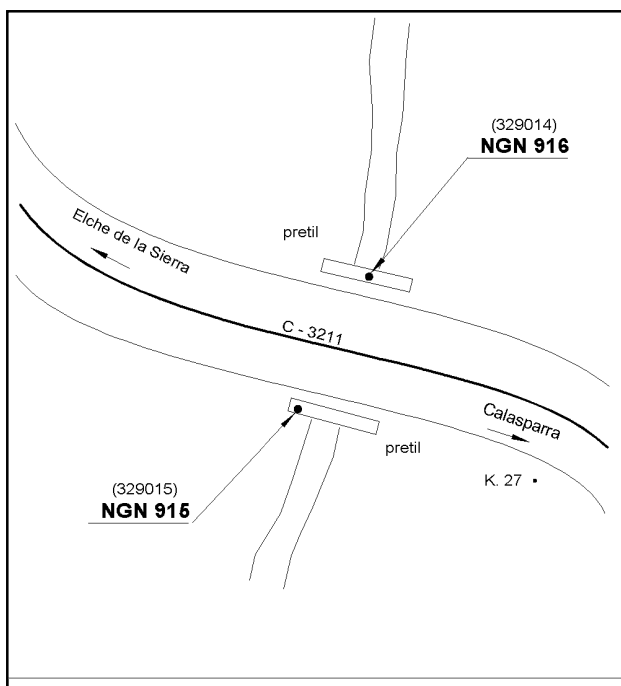 (329014)
NGN 916
Elche de la Sierra
pretil
C - 3211
Calasparra
pretil
K. 27
(329015)
NGN 915